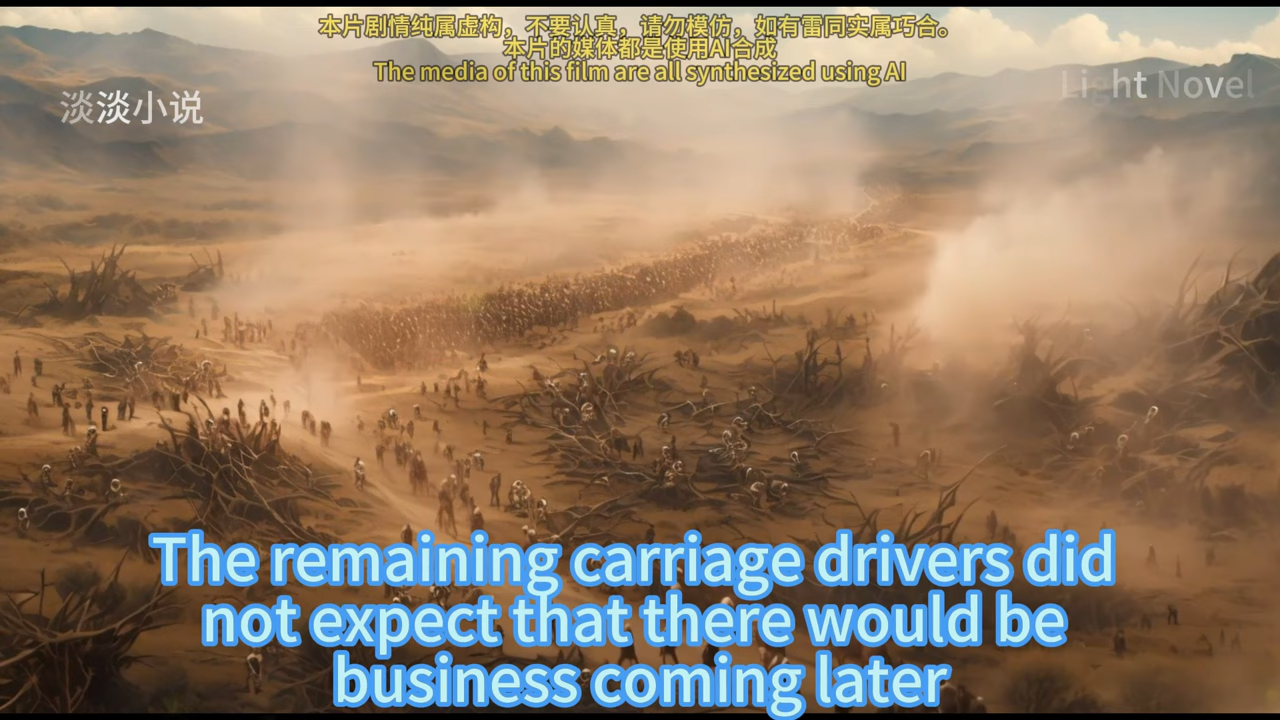 本片剧情纯属虚构，不要认真，请勿模仿，如有雷同实属巧合。
本片的媒体都是使用AI合成
The media of this film are all synthesized using AI
淡淡小说
Light Novel
The remaining carriage drivers did
not expect that there would be
business coming later